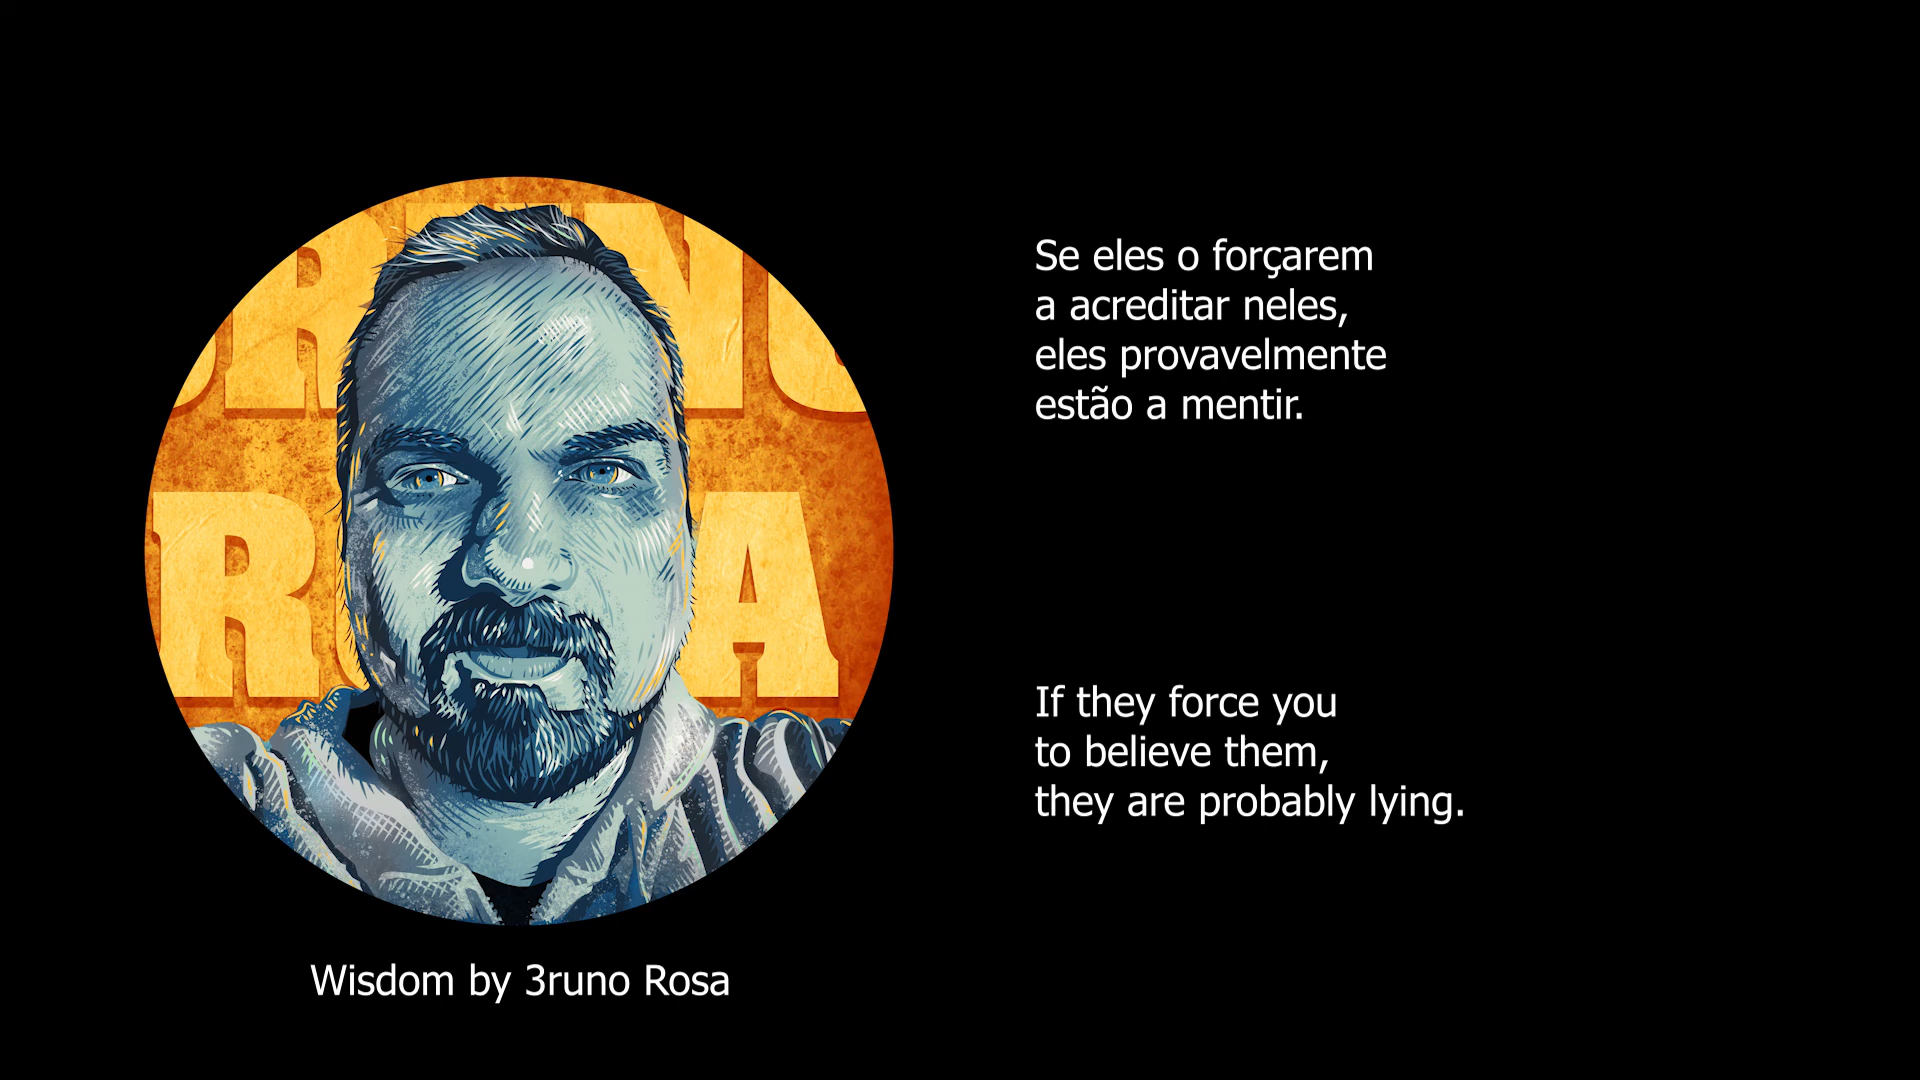 Se eles o forçarem
a acreditar neles,
eles provavelmente
estão a mentir.
If they force you
to believe them,
they are probably lying.
Wisdom by 3runo Rosa